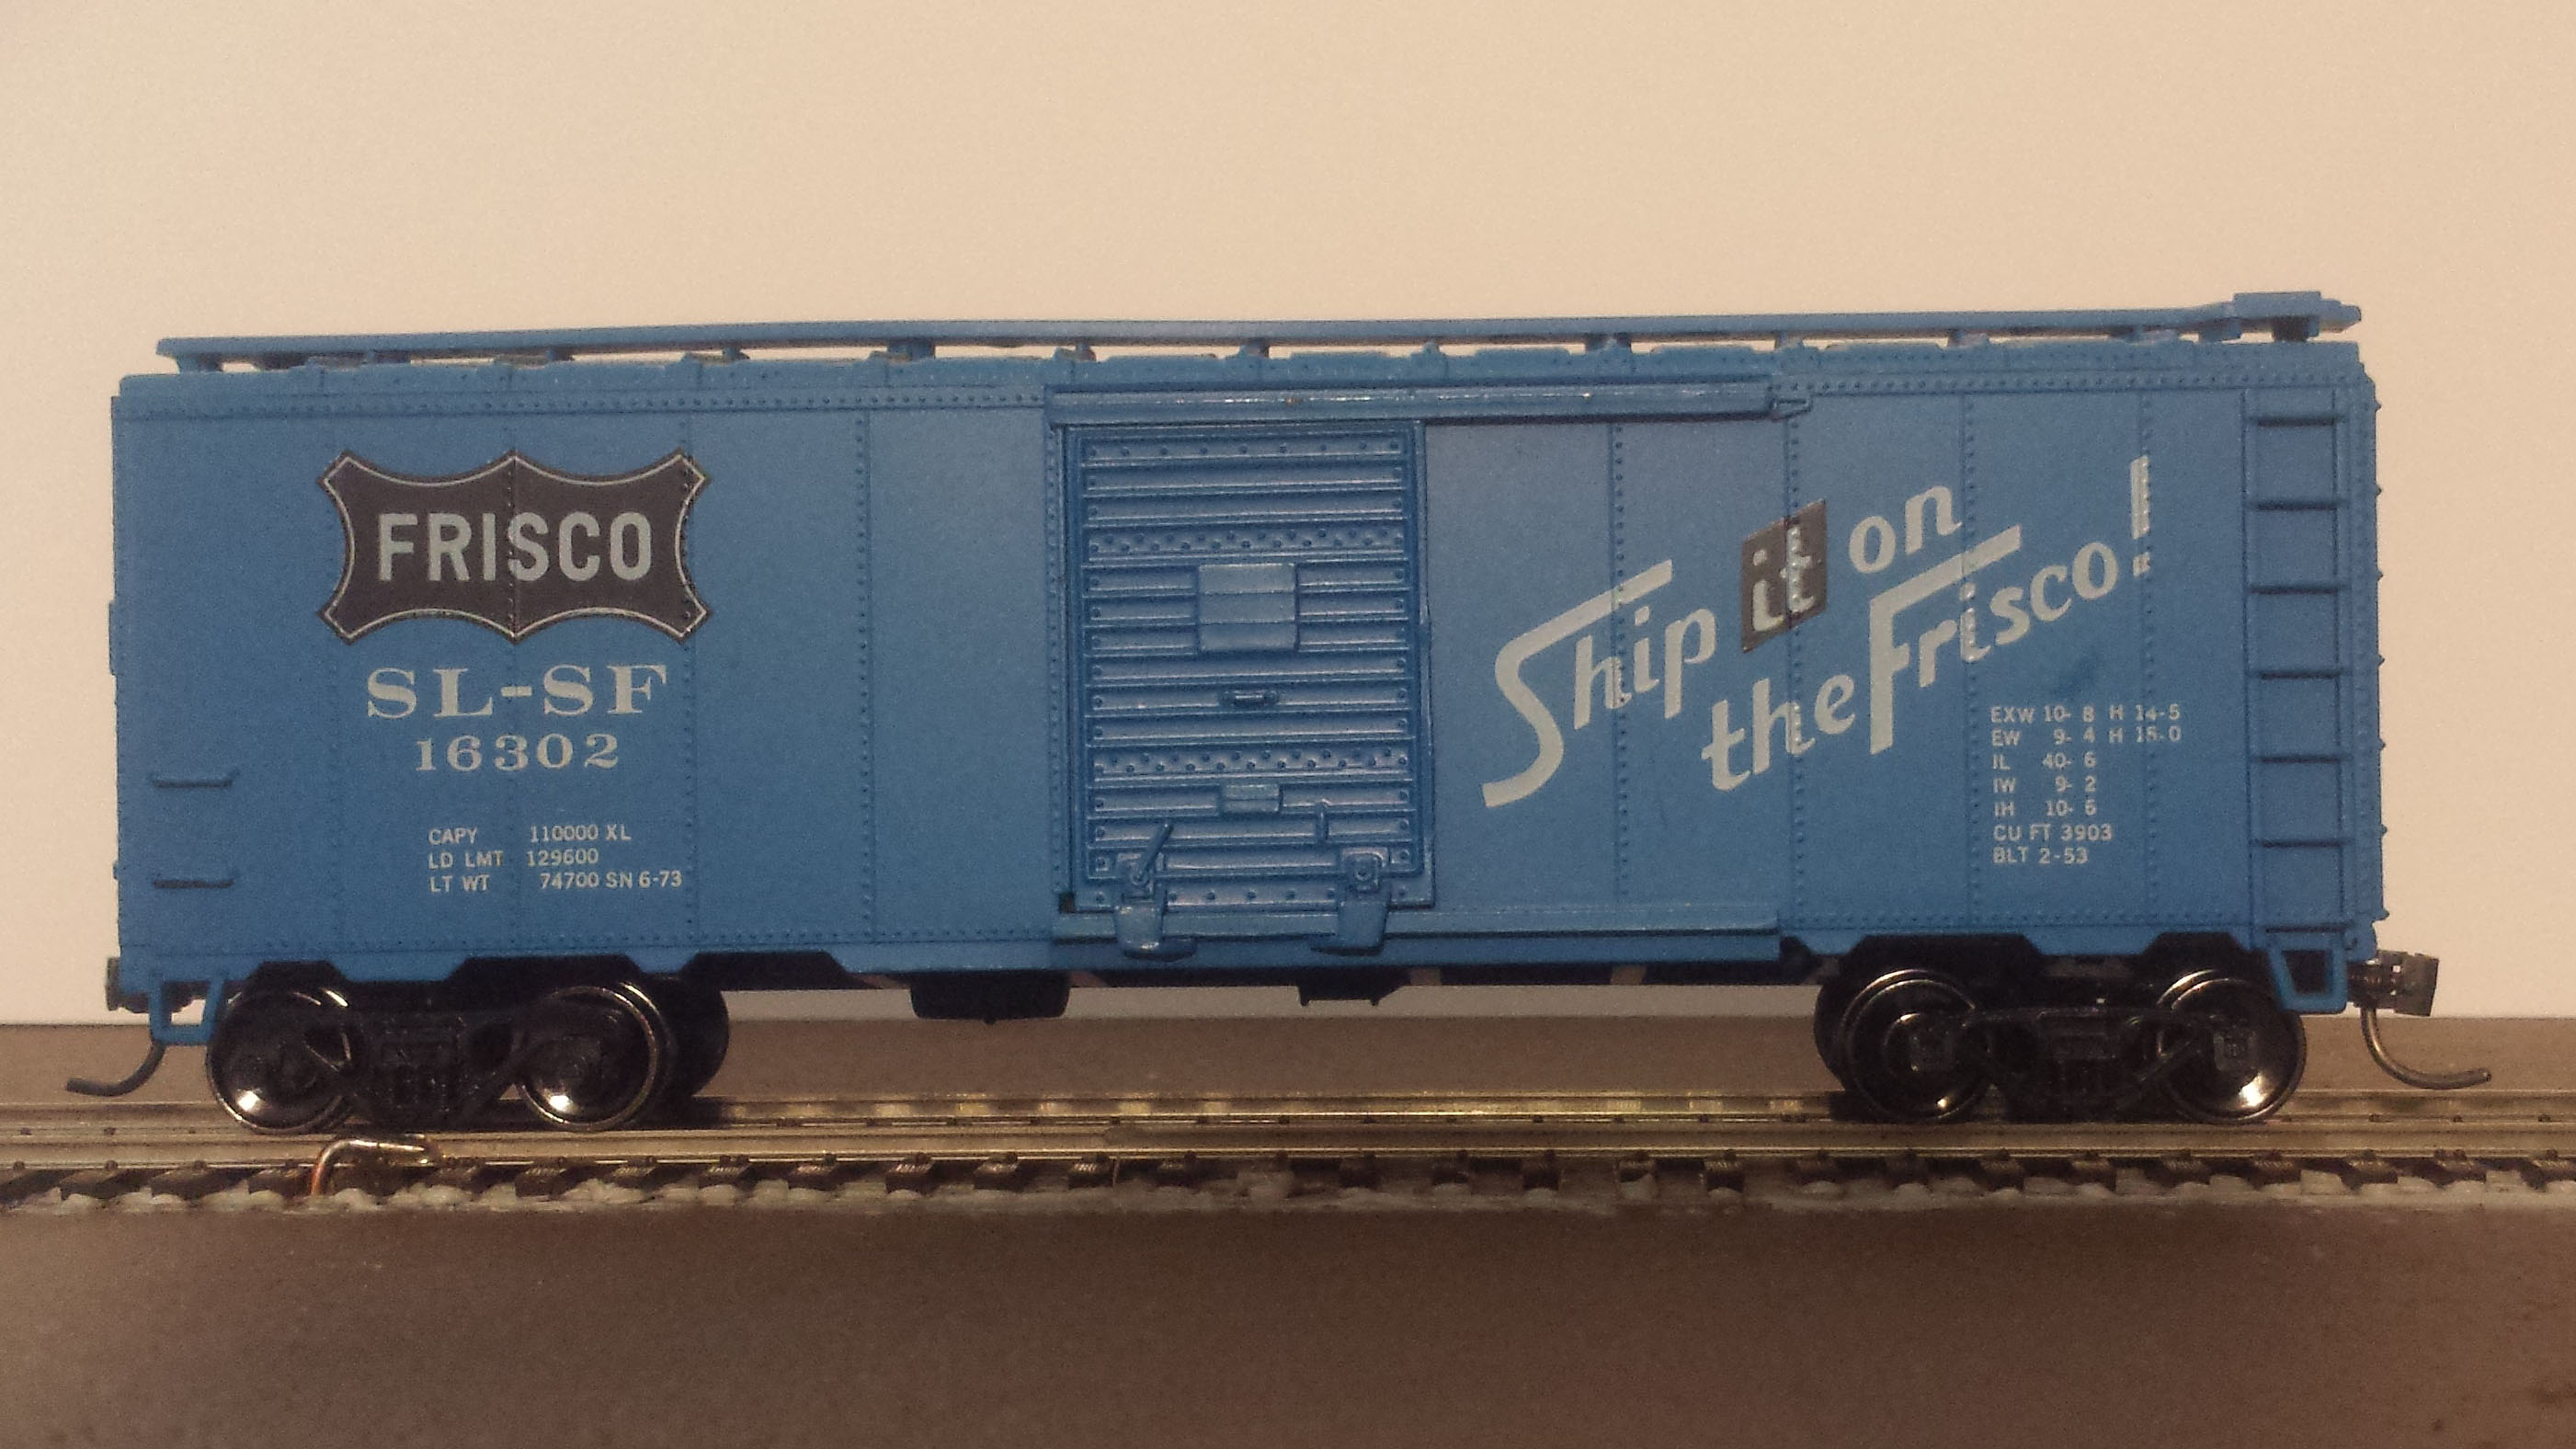 FRISCO
SL-SF
16302
CAPY 110000 XL
LD LMT 129600
LT WT 74700 SN 6-73
Ship it on
the Frisco!
EXW 10- 8 H 14-5
EW 9- 4 H 15-0
IL 40- 6
IW 9- 2
IH 10- 6
CU FT 3903
BLT 2-53